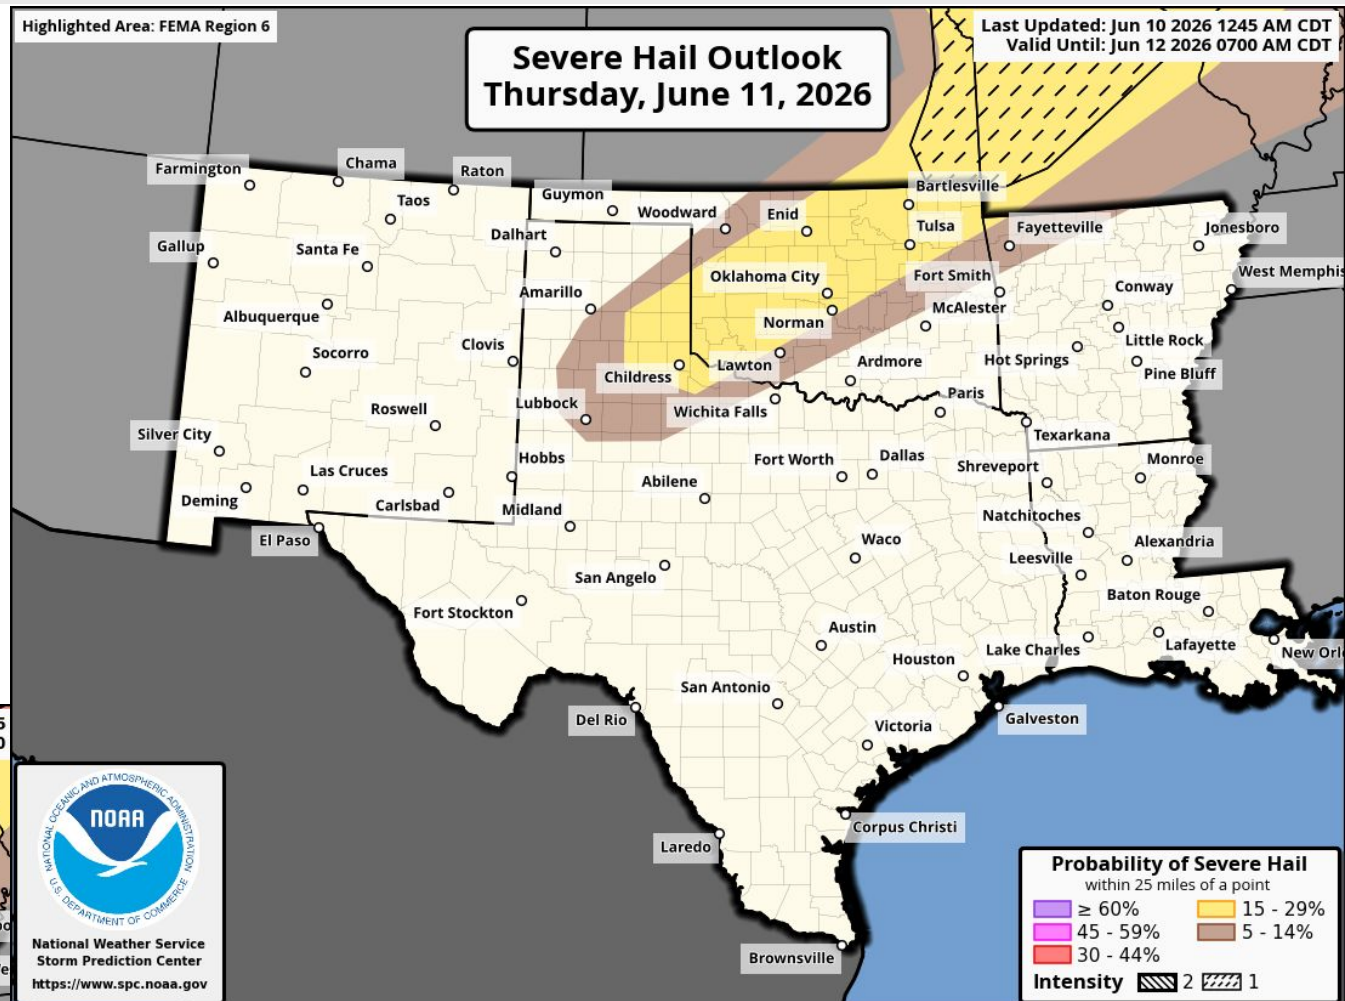 Highlighted Area: FEMA Region 6
Last Updated: Jun 10 2026 1245 AM CDT
Valid Until: Jun 12 2026 0700 AM CDT
Severe Hail Outlook
Thursday, June 11, 2026
Farmington
Chama
Raton
Taos
Guymon
Woodward
Enid
Bartlesville
Gallup
Santa Fe
Dalhart
Tulsa
Fayetteville
Jonesboro
Albuquerque
Amarillo
Oklahoma City
Fort Smith
Conway
West Memphis
Norman
McAlester
Socorro
Clovis
Childress
Lawton
Ardmore
Hot Springs
Little Rock
Pine Bluff
Roswell
Lubbock
Wichita Falls
Paris
Silver City
Texarkana
Las Cruces
Hobbs
Abilene
Fort Worth
Dallas
Shreveport
Monroe
Deming
Carlsbad
Midland
Natchitoches
El Paso
San Angelo
Waco
Leesville
Alexandria
Fort Stockton
Baton Rouge
Austin
Houston
Lake Charles
Lafayette
New Orl
San Antonio
Del Rio
Victoria
Galveston
Laredo
Corpus Christi
Brownsville
NATIONAL OCEANIC AND ATMOSPHERIC ADMINISTRATION
NOAA
U.S. DEPARTMENT OF COMMERCE
National Weather Service
Storm Prediction Center
https://www.spc.noaa.gov
Probability of Severe Hail
within 25 miles of a point
≥ 60% 15 - 29%
45 - 59% 5 - 14%
30 - 44%
Intensity 2 1